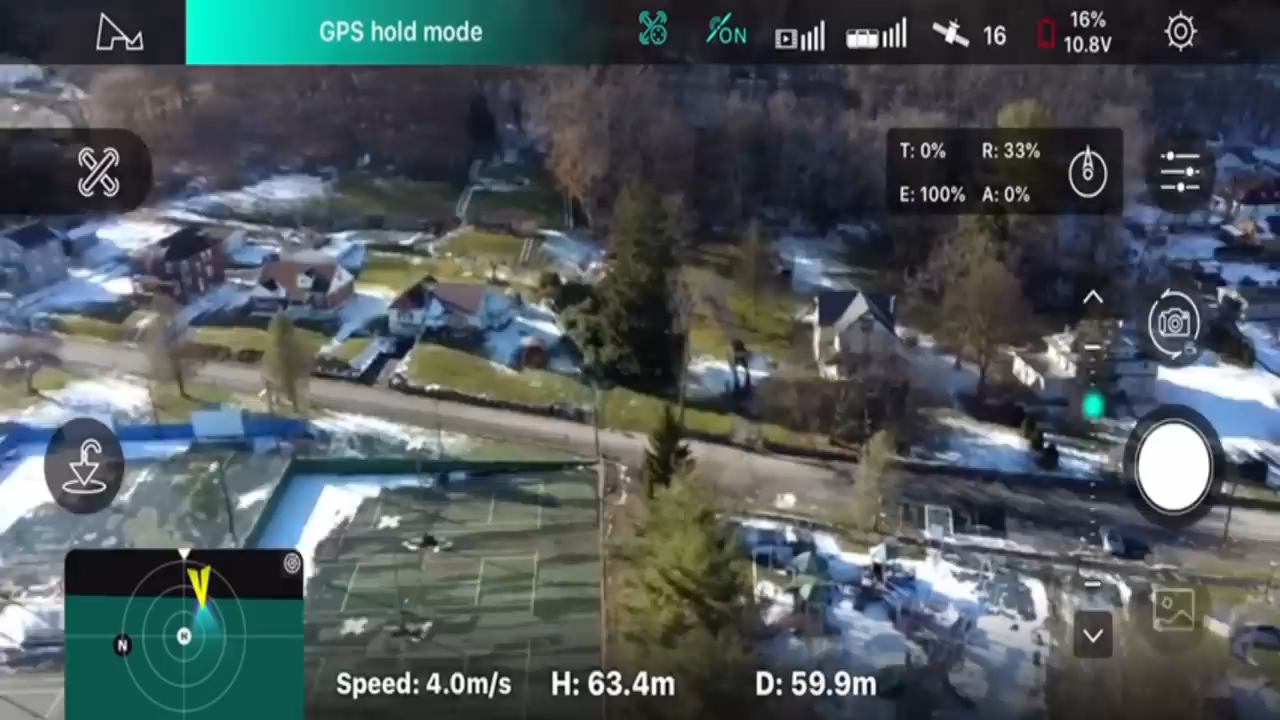 GPS hold mode
ON
16
16%
10.8V
T: 0% R: 33%
E: 100% A: 0%
N
H
Speed: 4.0m/s H: 63.4m D: 59.9m